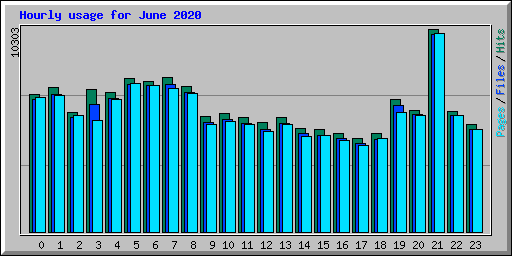 Hourly usage for June 2020
10303
Pages/Files/Hits
0 1 2 3 4 5 6 7 8 9 10 11 12 13 14 15 16 17 18 19 20 21 22 23